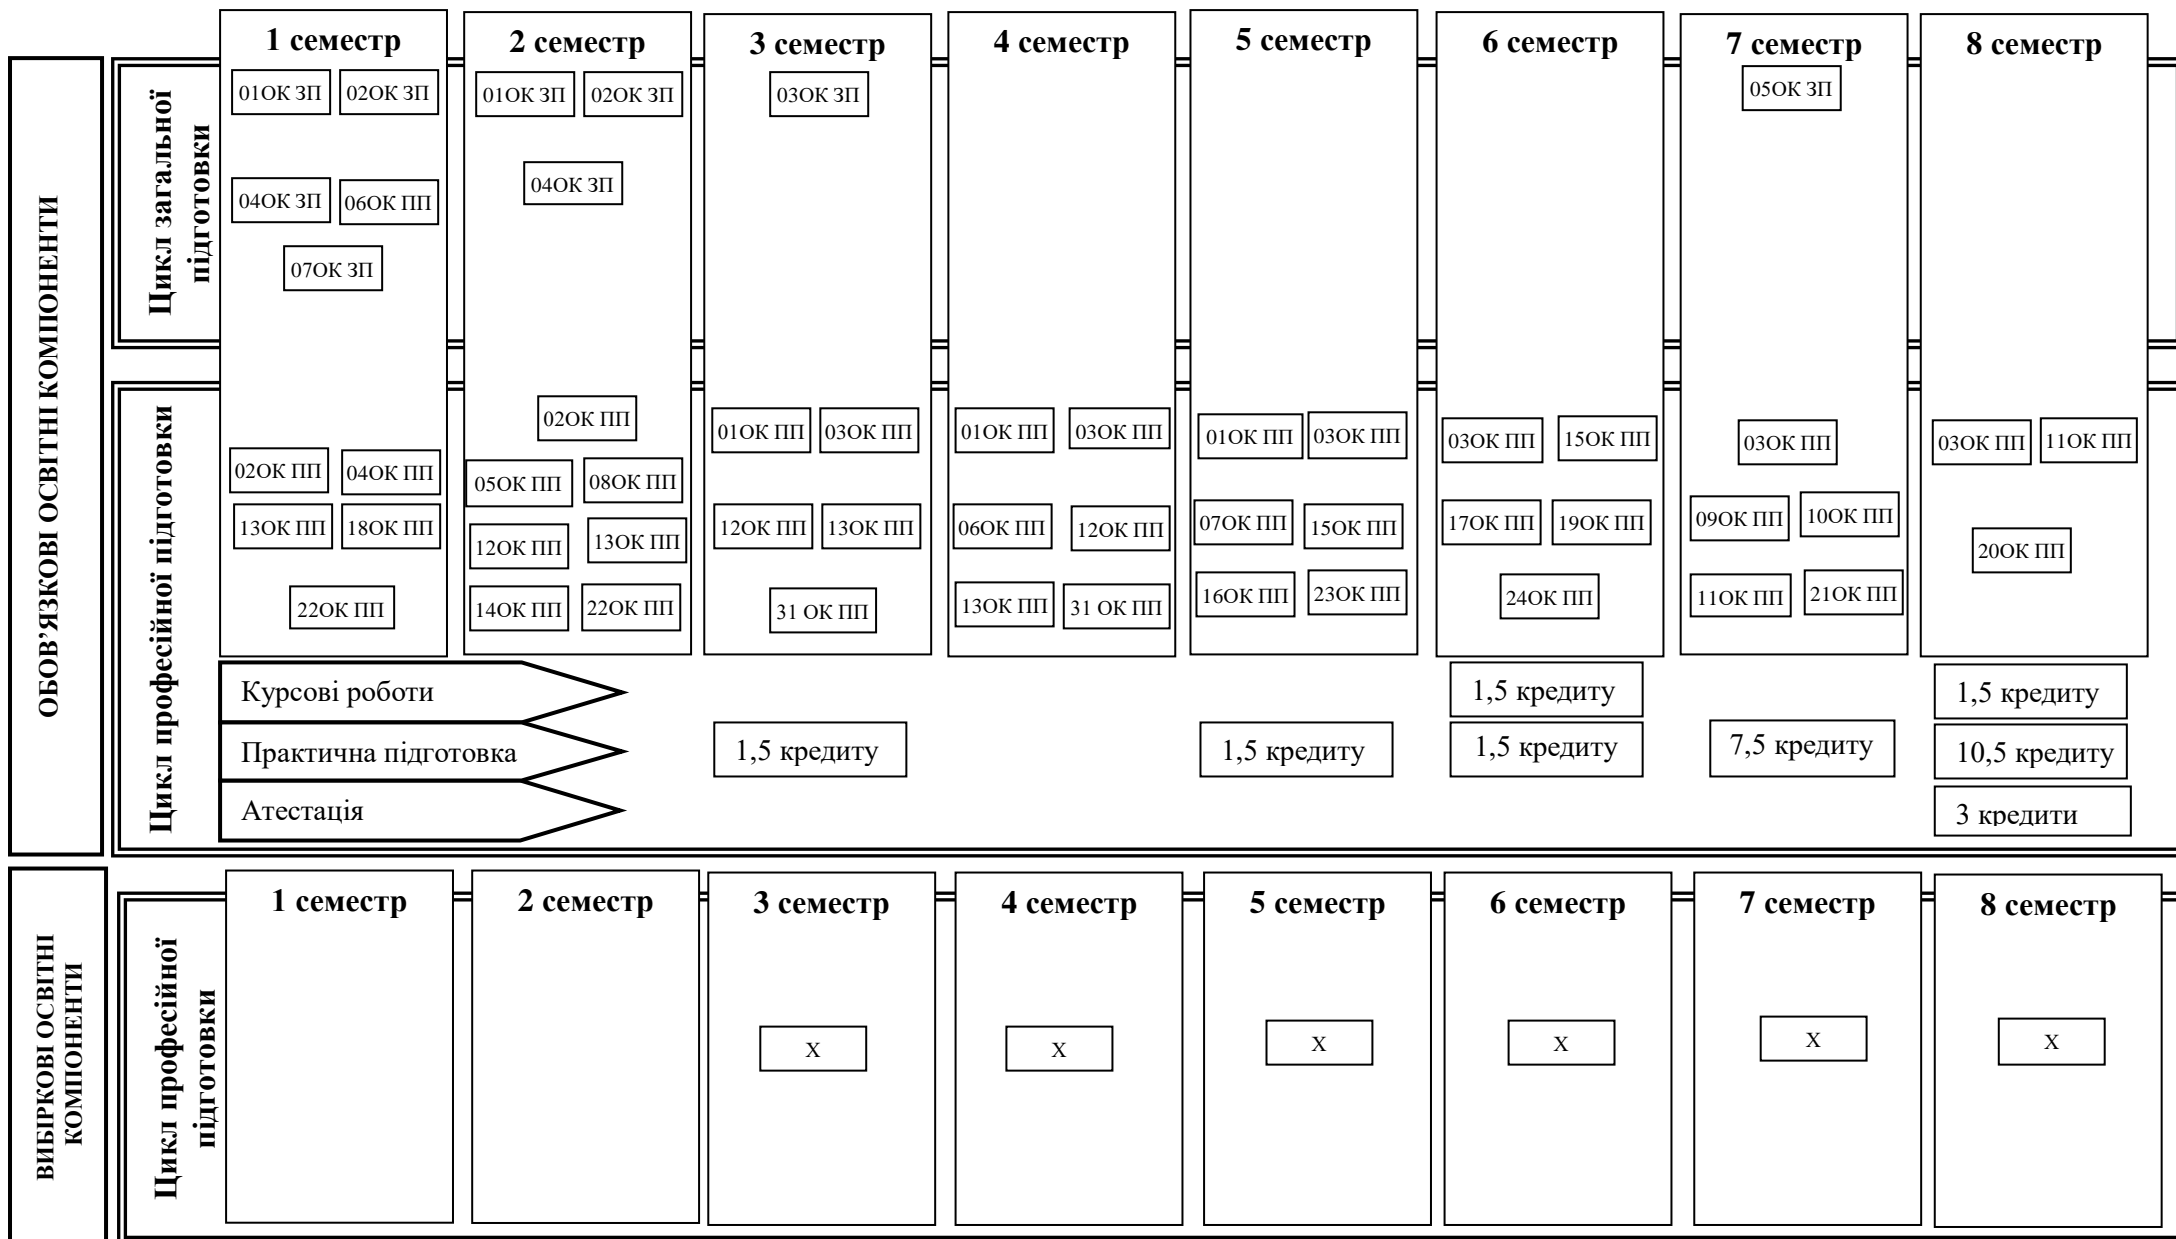 ОБОВ'ЯЗКОВІ ОСВІТНІ КОМПОНЕНТИ
Цикл загальної
підготовки
1 семестр
2 семестр
3 семестр
4 семестр
5 семестр
6 семестр
7 семестр
8 семестр
01ОК ЗП
02ОК ЗП
04ОК ЗП
06ОК ПП
07ОК ЗП
01ОК ЗП
02ОК ЗП
04ОК ЗП
03ОК ЗП
05ОК ЗП
Цикл професійної підготовки
02ОК ПП
04ОК ПП
13ОК ПП
18ОК ПП
22ОК ПП
02ОК ПП
05ОК ПП
08ОК ПП
12ОК ПП
13ОК ПП
14ОК ПП
22ОК ПП
01ОК ПП
03ОК ПП
12ОК ПП
13ОК ПП
31 ОК ПП
01ОК ПП
03ОК ПП
06ОК ПП
12ОК ПП
13ОК ПП
31 ОК ПП
01ОК ПП
03ОК ПП
07ОК ПП
15ОК ПП
16ОК ПП
23ОК ПП
03ОК ПП
15ОК ПП
17ОК ПП
19ОК ПП
24ОК ПП
03ОК ПП
09ОК ПП
10ОК ПП
11ОК ПП
21ОК ПП
03ОК ПП
11ОК ПП
20ОК ПП
Курсові роботи
1,5 кредиту
1,5 кредиту
Практична підготовка
1,5 кредиту
1,5 кредиту
1,5 кредиту
7,5 кредиту
10,5 кредиту
Атестація
3 кредити
ВИБІРКОВІ ОСВІТНІ
КОМПОНЕНТИ
Цикл професійної
підготовки
1 семестр
2 семестр
3 семестр
4 семестр
5 семестр
6 семестр
7 семестр
8 семестр
Х
Х
Х
Х
Х
Х